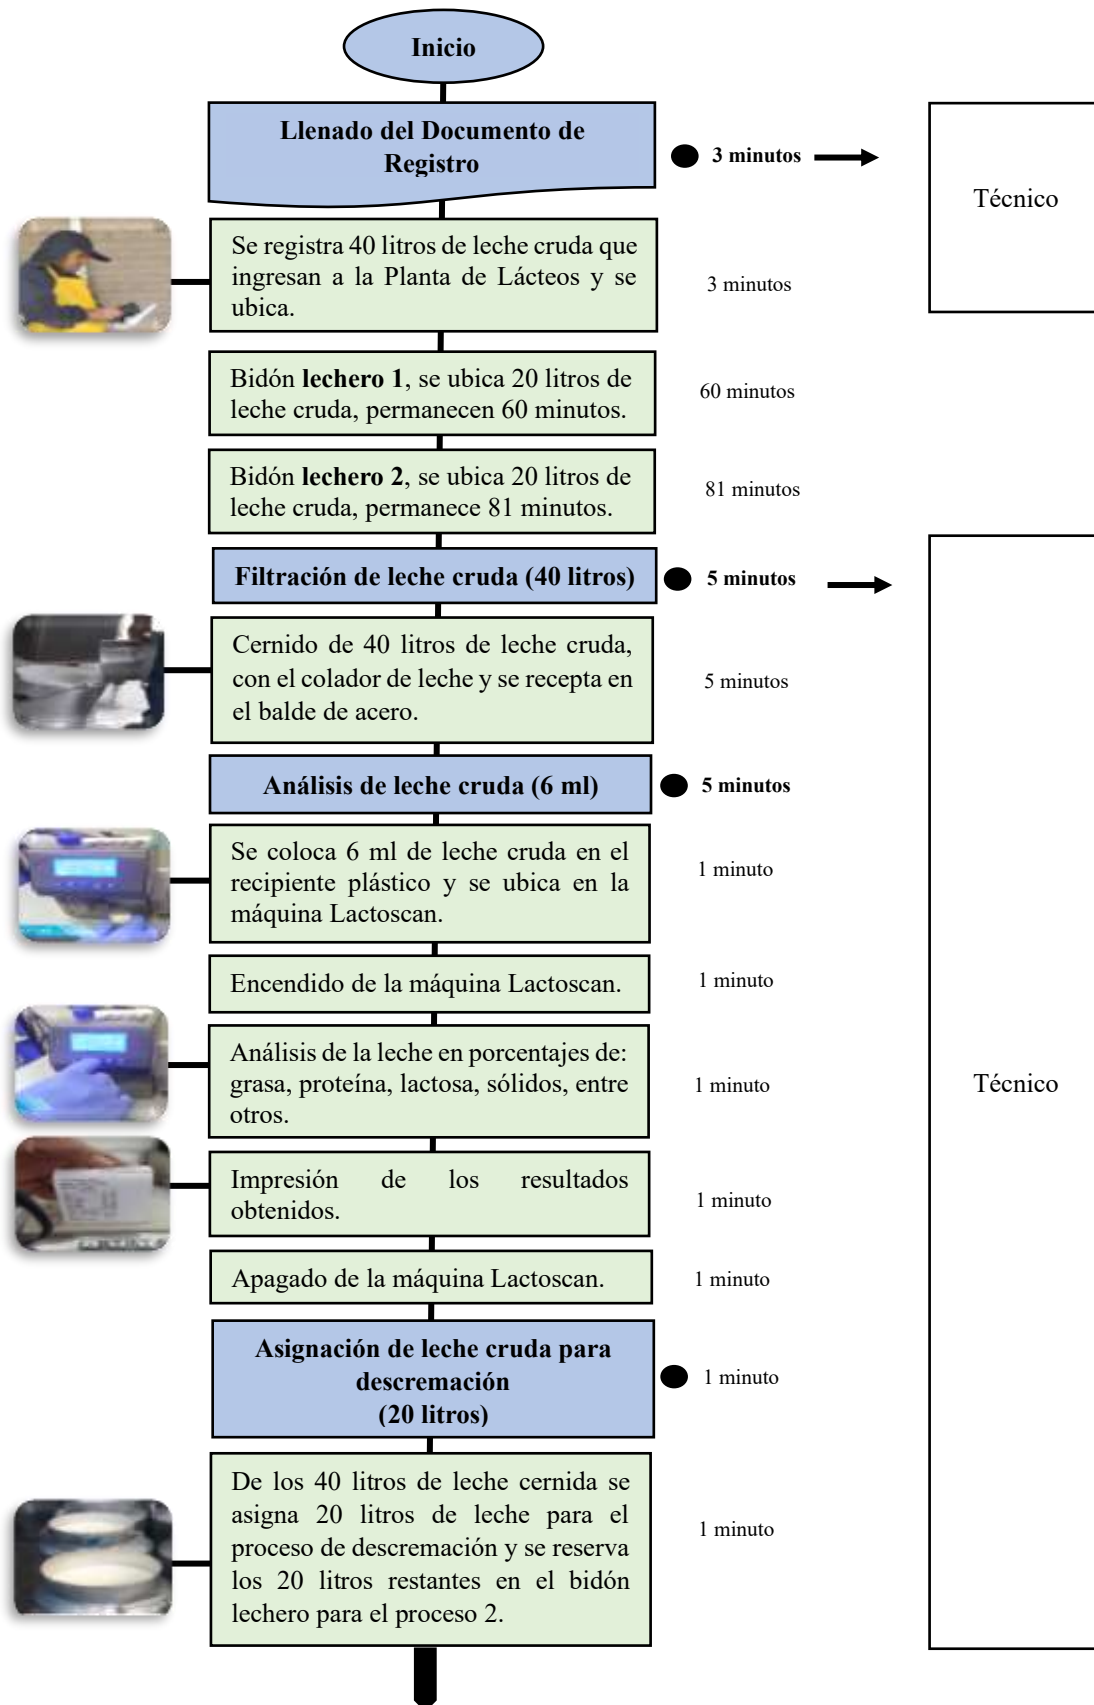 Inicio
Llenado del Documento de
Registro
3 minutos
Técnico
Se registra 40 litros de leche cruda que
ingresan a la Planta de Lácteos y se
ubica.
3 minutos
Bidón lechero 1, se ubica 20 litros de
leche cruda, permanecen 60 minutos.
60 minutos
Bidón lechero 2, se ubica 20 litros de
leche cruda, permanece 81 minutos.
81 minutos
Filtración de leche cruda (40 litros)
5 minutos
Cernido de 40 litros de leche cruda,
con el colador de leche y se recepta en
el balde de acero.
5 minutos
Análisis de leche cruda (6 ml)
5 minutos
Se coloca 6 ml de leche cruda en el
recipiente plástico y se ubica en la
máquina Lactoscan.
1 minuto
Encendido de la máquina Lactoscan.
1 minuto
Análisis de la leche en porcentajes de:
grasa, proteína, lactosa, sólidos, entre
otros.
1 minuto
Técnico
Impresión de los resultados
obtenidos.
1 minuto
Apagado de la máquina Lactoscan.
1 minuto
Asignación de leche cruda para
descremación
(20 litros)
1 minuto
De los 40 litros de leche cernida se
asigna 20 litros de leche para el
proceso de descremación y se reserva
los 20 litros restantes en el bidón
lechero para el proceso 2.
1 minuto